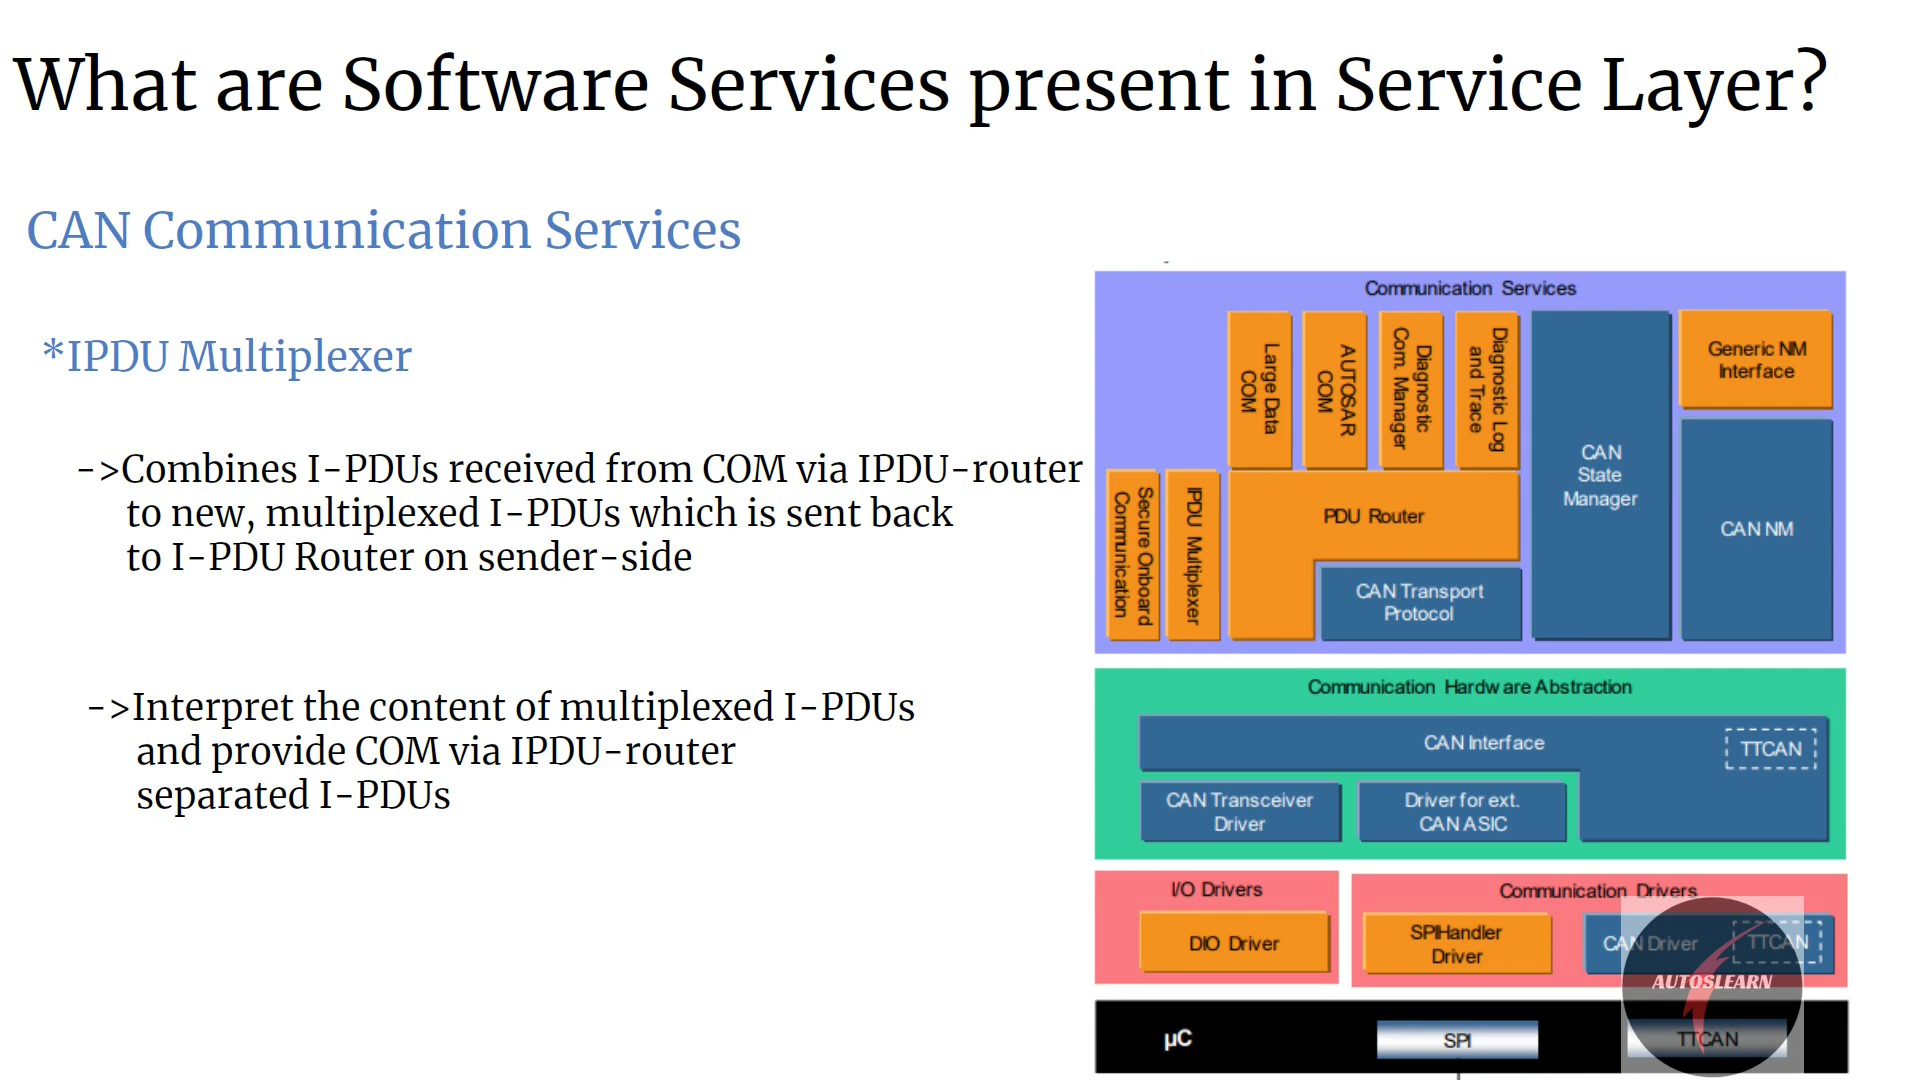 What are Software Services present in Service Layer?
CAN Communication Services
*IPDU Multiplexer
->Combines I-PDUs received from COM via IPDU-router
to new, multiplexed I-PDUs which is sent back
to I-PDU Router on sender-side
->Interpret the content of multiplexed I-PDUs
and provide COM via IPDU-router
separated I-PDUs
Communication Services
Large Data
COM
AUTOSAR
COM
Diagnostic
Com. Manager
Diagnostic Log
and Trace
CAN
State
Manager
Generic NM
Interface
CAN NM
Secure Onboard
Communication
IPDU Multiplexer
PDU Router
CAN Transport
Protocol
Communication Hardware Abstraction
CAN Interface
TTCAN
CAN Transceiver
Driver
Driver for ext.
CAN ASIC
I/O Drivers
DIO Driver
Communication Drivers
SPIHandler
Driver
CAN Driver
TTCAN
AUTOSLEARN
µC
SPI
TTCAN